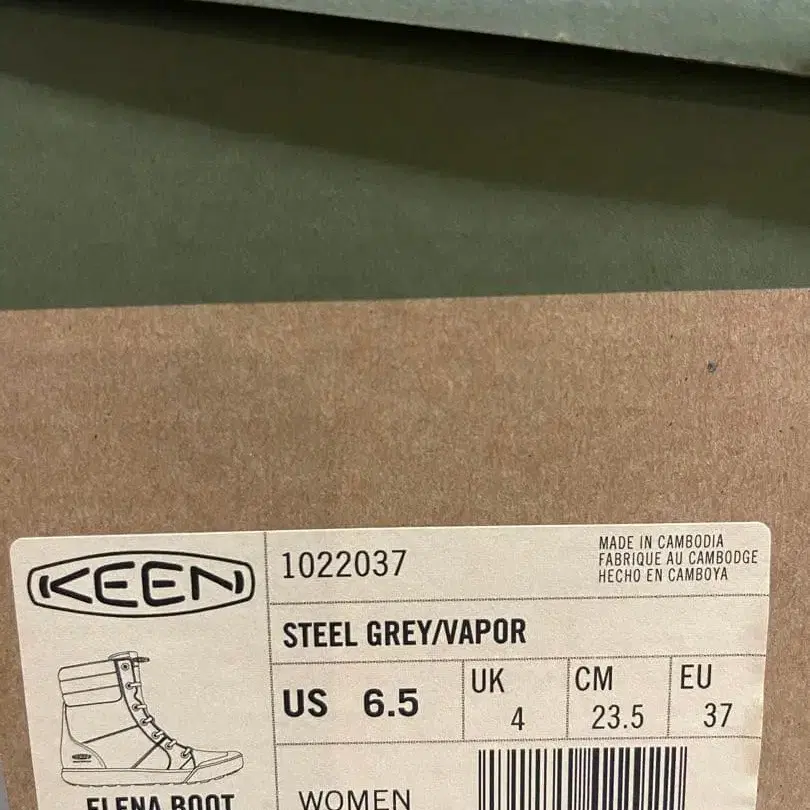 KEEN
1022037
MADE IN CAMBODIA
FABRIQUE AU CAMBODGE
HECHO EN CAMBOYA
STEEL GREY/VAPOR
US 6.5
UK 4
CM 23.5
EU 37
KEEN
ELENA BOOT
WOMEN